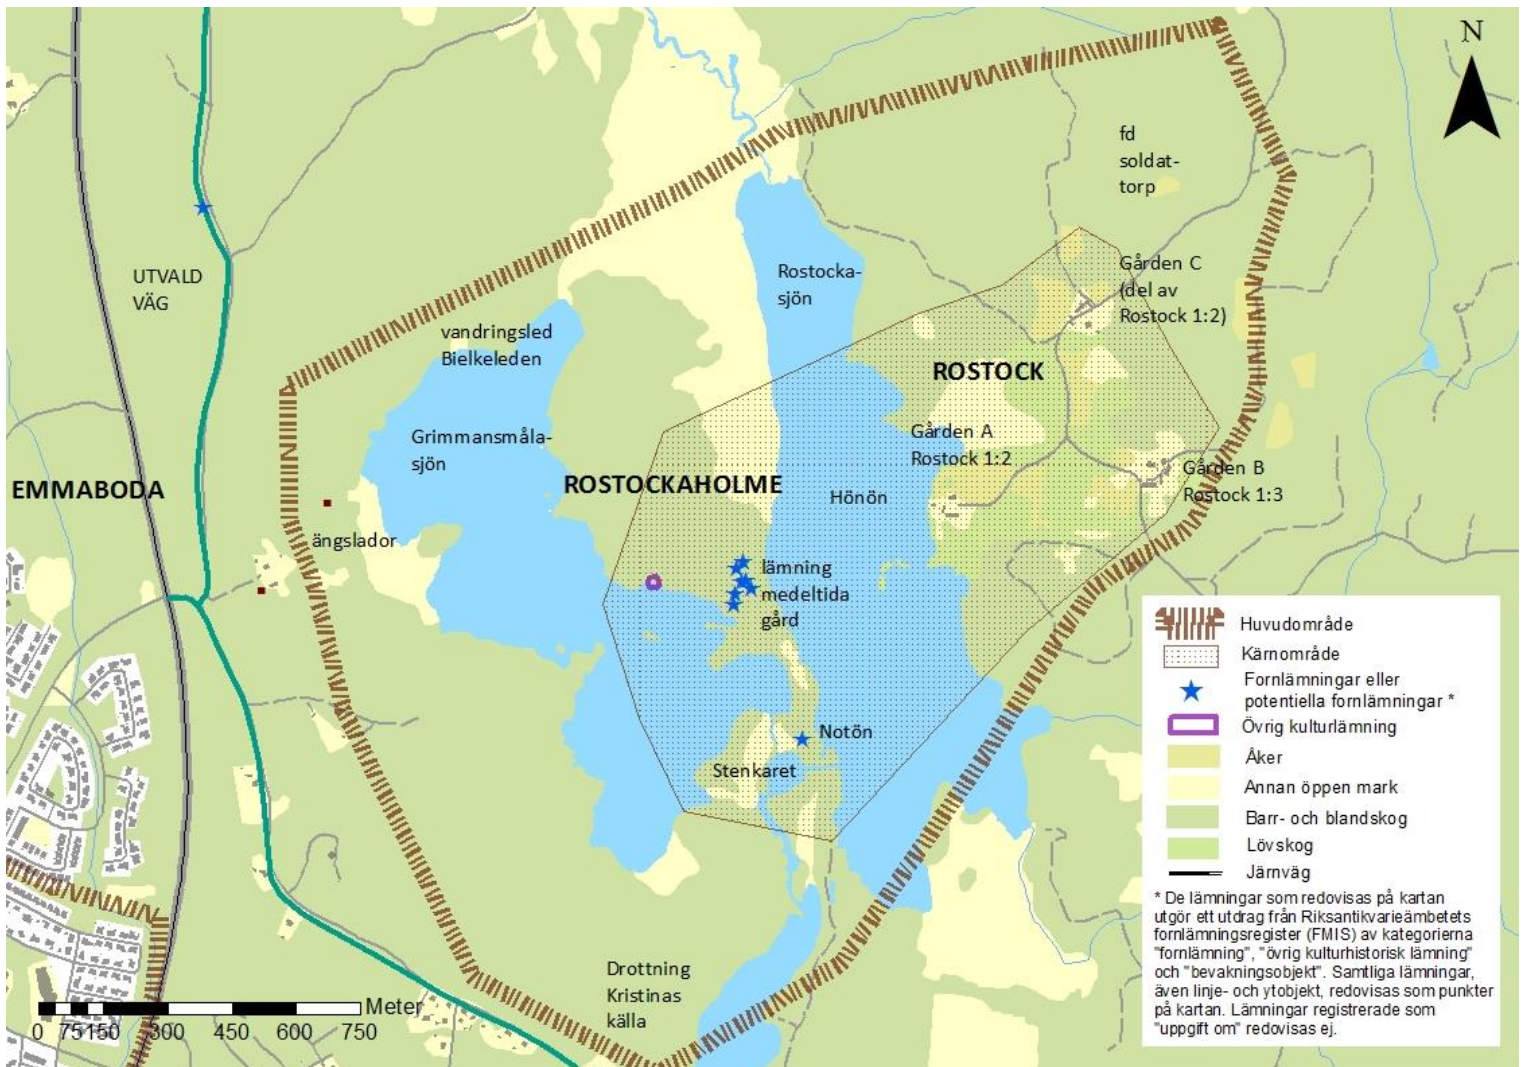 N
fd
soldat-
torp
UTVALD
VÄG
Rostocka-
sjön
Gården C
(del av
Rostock 1:2)
vandringsled
Bielkeleden
ROSTOCK
Grimmansmåla-
sjön
Gården A
Rostock 1:2
EMMABODA
ROSTOCKAHOLME
Hönön
Gården B
Rostock 1:3
ängslador
lämning
medeltida
gård
Notön
Stenkaret
Drottning
Kristinas
källa
Meter
0 75 150 300 450 600 750
Huvudområde
Kärnområde
Fornlämningar eller
potentiella fornlämningar *
Övrig kulturlämning
Åker
Annan öppen mark
Barr- och blandskog
Lövskog
Järnväg
* De lämningar som redovisas på kartan
utgör ett utdrag från Riksantikvarieämbetets
fornlämningsregister (FMIS) av kategorierna
"fornlämning", "övrig kulturhistorisk lämning"
och "bevakningsobjekt". Samtliga lämningar,
även linje- och ytobjekt, redovisas som punkter
på kartan. Lämningar registrerade som
"uppgift om" redovisas ej.